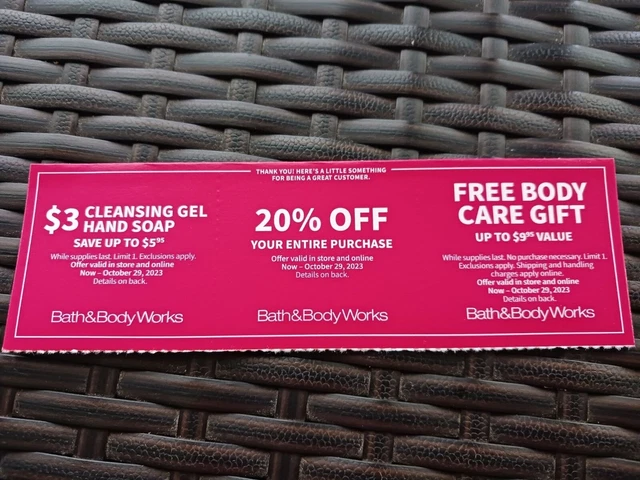 THANK YOU! HERE'S A LITTLE SOMETHING
FOR BEING A GREAT CUSTOMER.
$3 CLEANSING GEL
HAND SOAP
SAVE UP TO $5⁹⁵
While supplies last. Limit 1. Exclusions apply.
Offer valid in store and online
Now – October 29, 2023
Details on back.
Bath&BodyWorks
20% OFF
YOUR ENTIRE PURCHASE
Offer valid in store and online
Now – October 29, 2023
Details on back.
Bath&BodyWorks
FREE BODY
CARE GIFT
UP TO $9⁹⁵ VALUE
While supplies last. No purchase necessary. Limit 1.
Exclusions apply. Shipping and handling
charges apply online.
Offer valid in store and online
Now – October 29, 2023
Details on back.
Bath&BodyWorks